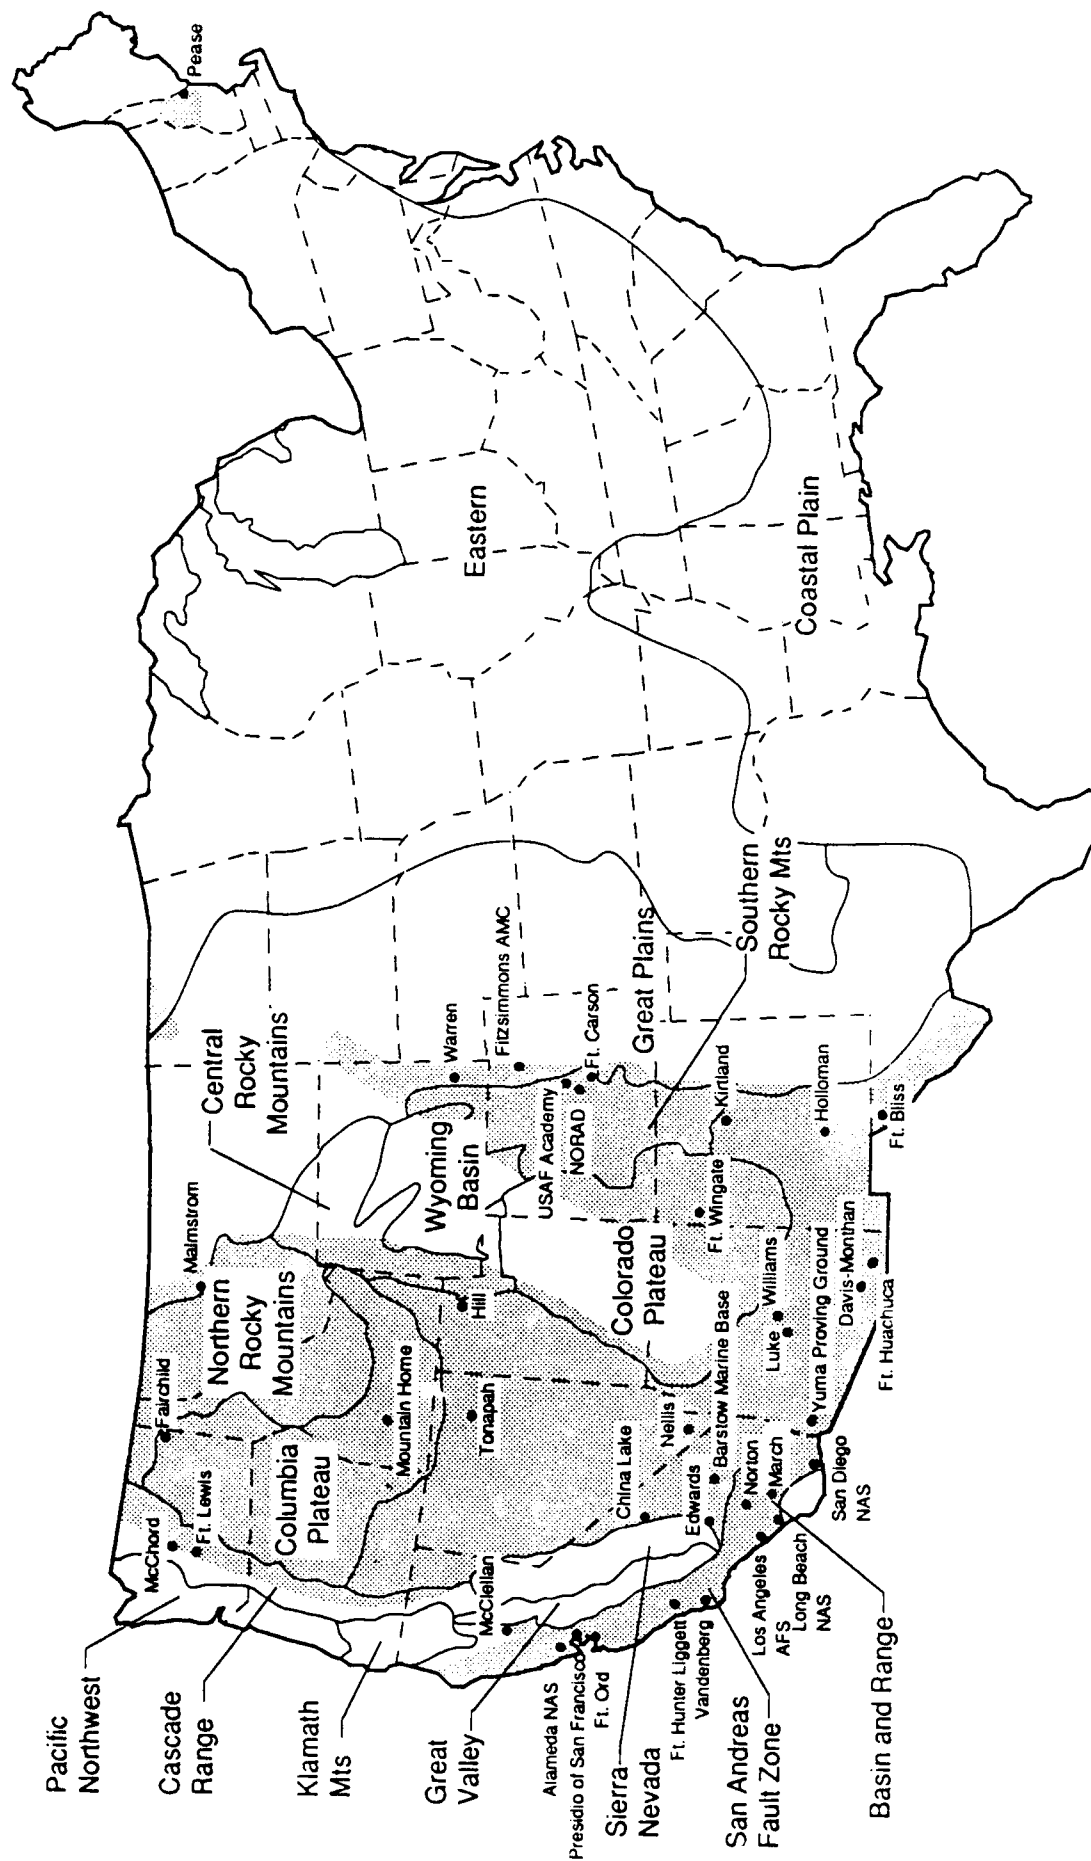 Pacific
Northwest
Cascade
Range
Klamath
Mts
Great
Valley
Alameda NAS
Presidio of San Francisco
Ft. Ord
Sierra
Nevada
Ft. Hunter Liggett
Vandenberg
San Andreas
Fault Zone
Los Angeles
AFS
Long Beach
NAS
Basin and Range
McChord
Ft. Lewis
Fairchild
Columbia
Plateau
Mountain Home
McClellan
Tonapah
China Lake
Nellis
Edwards
Barstow Marine Base
Norton
March
San Diego
NAS
Yuma Proving Ground
Luke
Williams
Davis-Monthan
Ft. Huachuca
Malmstrom
Northern
Rocky
Mountains
Hill
Central
Rocky
Mountains
Wyoming
Basin
Colorado
Plateau
Ft. Wingate
Warren
Fitzsimmons AMC
USAF Academy
NORAD
Ft. Carson
Kirtland
Holloman
Ft. Bliss
Great Plains
Southern
Rocky Mts
Eastern
Coastal Plain
Pease